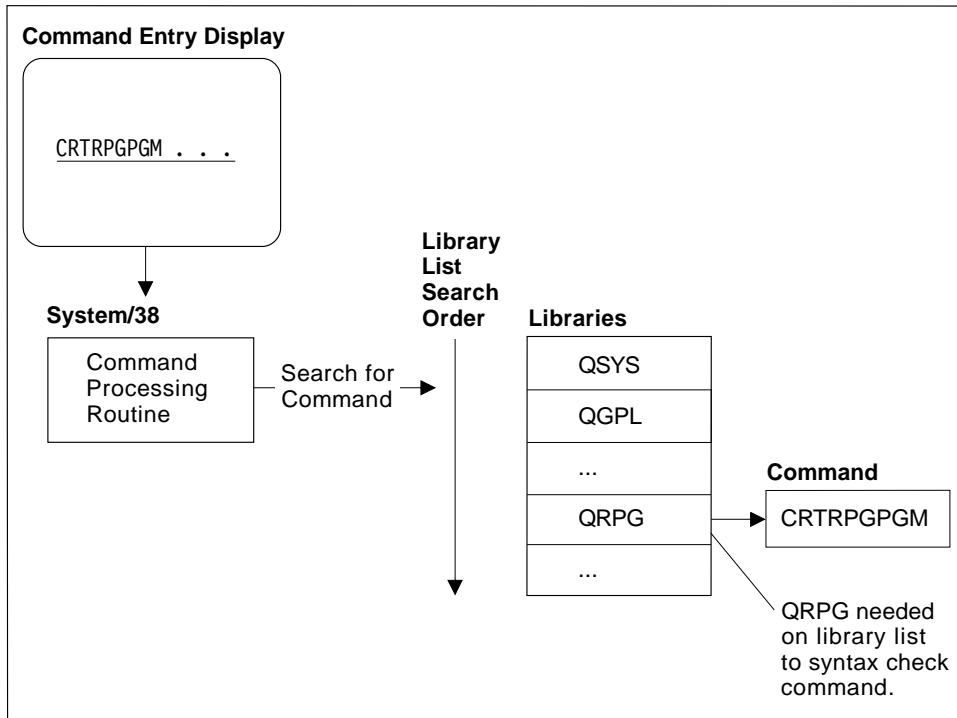 Command Entry Display
CRTRPGPGM . . .
System/38
Command
Processing
Routine
Search for
Command
Library
List
Search
Order
Libraries
QSYS
QGPL
...
QRPG
...
Command
CRTRPGPGM
QRPG needed
on library list
to syntax check
command.